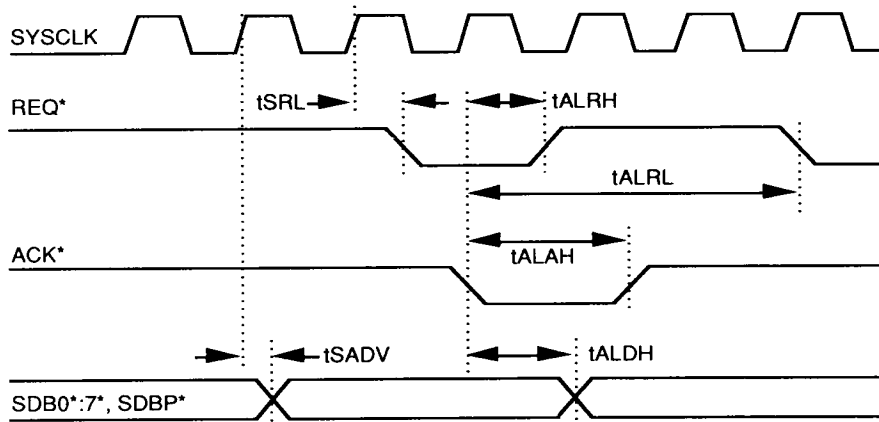 SYSCLK
tSRL
tALRH
REQ*
tALRL
tALAH
ACK*
tSADV
tALDH
SDB0*:7*, SDBP*